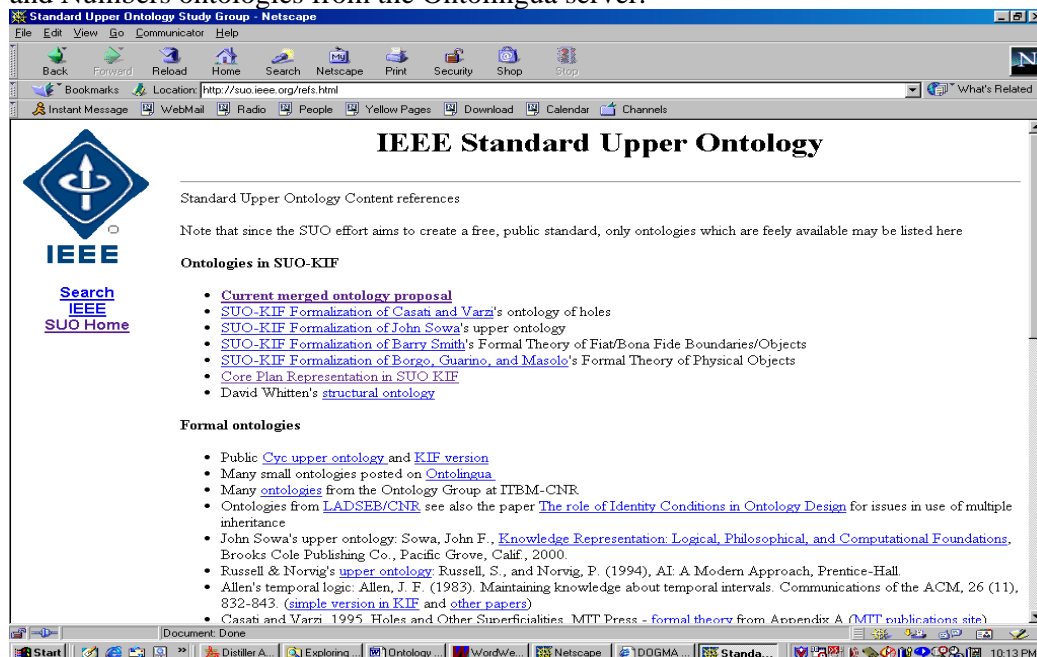 and Numbers ontologies from the Ontolingua server.
Standard Upper Ontology Study Group - Netscape
File Edit View Go Communicator Help
Back Forward Reload Home Search Netscape Print Security Shop Stop
Bookmarks Location: http://suo.ieee.org/refs.html What's Related
Instant Message WebMail Radio People Yellow Pages Download Calendar Channels
IEEE Standard Upper Ontology
IEEE
Search
IEEE
SUO Home
Standard Upper Ontology Content references
Note that since the SUO effort aims to create a free, public standard, only ontologies which are feely available may be listed here
Ontologies in SUO-KIF
• Current merged ontology proposal
• SUO-KIF Formalization of Casati and Varzi's ontology of holes
• SUO-KIF Formalization of John Sowa's upper ontology
• SUO-KIF Formalization of Barry Smith's Formal Theory of Fiat/Bona Fide Boundaries/Objects
• SUO-KIF Formalization of Borgo, Guarino, and Masolo's Formal Theory of Physical Objects
• Core Plan Representation in SUO KIF
• David Whitten's structural ontology
Formal ontologies
• Public Cyc upper ontology and KIF version
• Many small ontologies posted on Ontolingua
• Many ontologies from the Ontology Group at ITBM-CNR
• Ontologies from LADSEB/CNR see also the paper The role of Identity Conditions in Ontology Design for issues in use of multiple
inheritance
• John Sowa's upper ontology: Sowa, John F., Knowledge Representation: Logical, Philosophical, and Computational Foundations,
Brooks Cole Publishing Co., Pacific Grove, Calif., 2000.
• Russell & Norvig's upper ontology: Russell, S., and Norvig, P. (1994), AI: A Modern Approach, Prentice-Hall.
• Allen's temporal logic: Allen, J. F. (1983). Maintaining knowledge about temporal intervals. Communications of the ACM, 26 (11),
832-843. (simple version in KIF and other papers)
• Casati and Varzi, 1995. Holes and Other Superficialities, MIT Press - formal theory from Appendix A (MIT publications site)
Document: Done
Start Distiller A... Exploring ... Ontology ... WordWe... Netscape DOGMA ... Standa... 10:13 PM